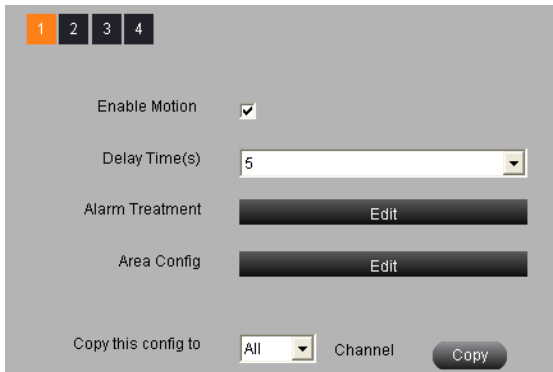 1 2 3 4
Enable Motion
Delay Time(s) 5
Alarm Treatment Edit
Area Config Edit
Copy this config to All Channel Copy